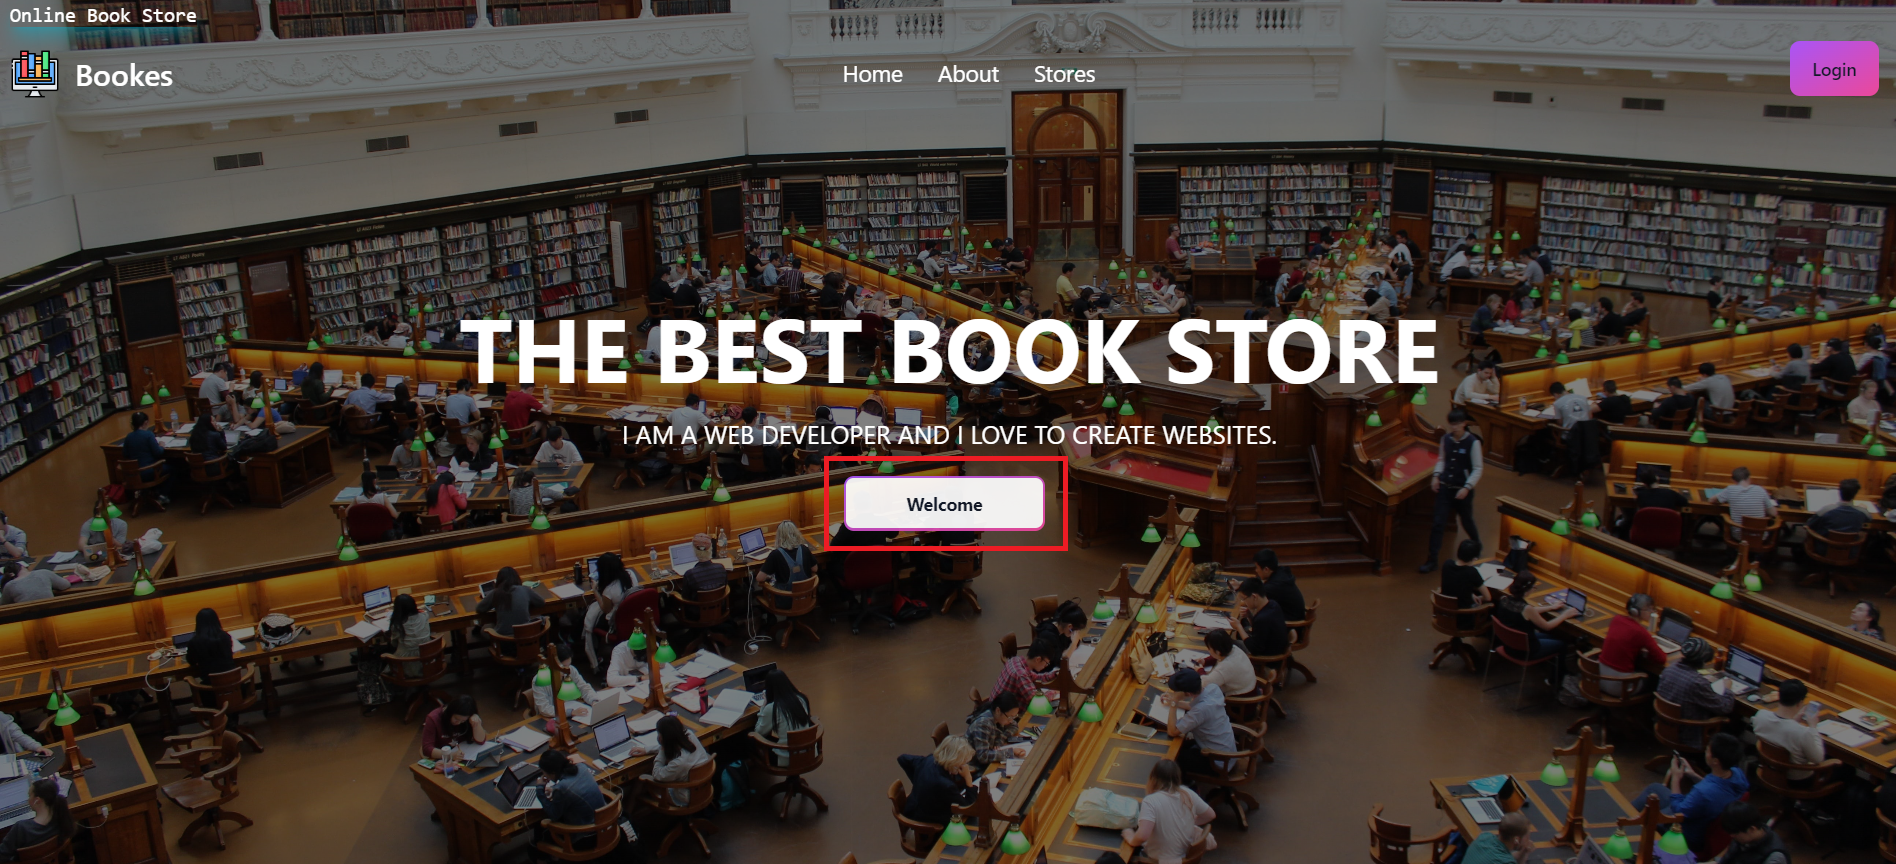 Online Book Store
Bookes
Home About Stores
Login
THE BEST BOOK STORE
I AM A WEB DEVELOPER AND I LOVE TO CREATE WEBSITES.
Welcome